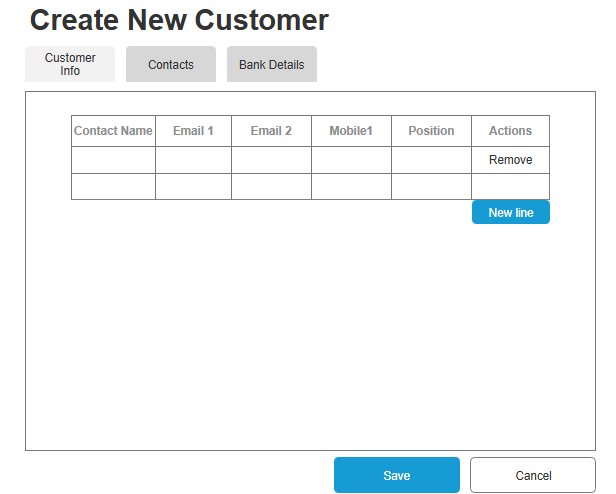 Create New Customer
Customer
Info
Contacts
Bank Details
Contact Name Email 1 Email 2 Mobile1 Position Actions
Remove
New line
Save
Cancel